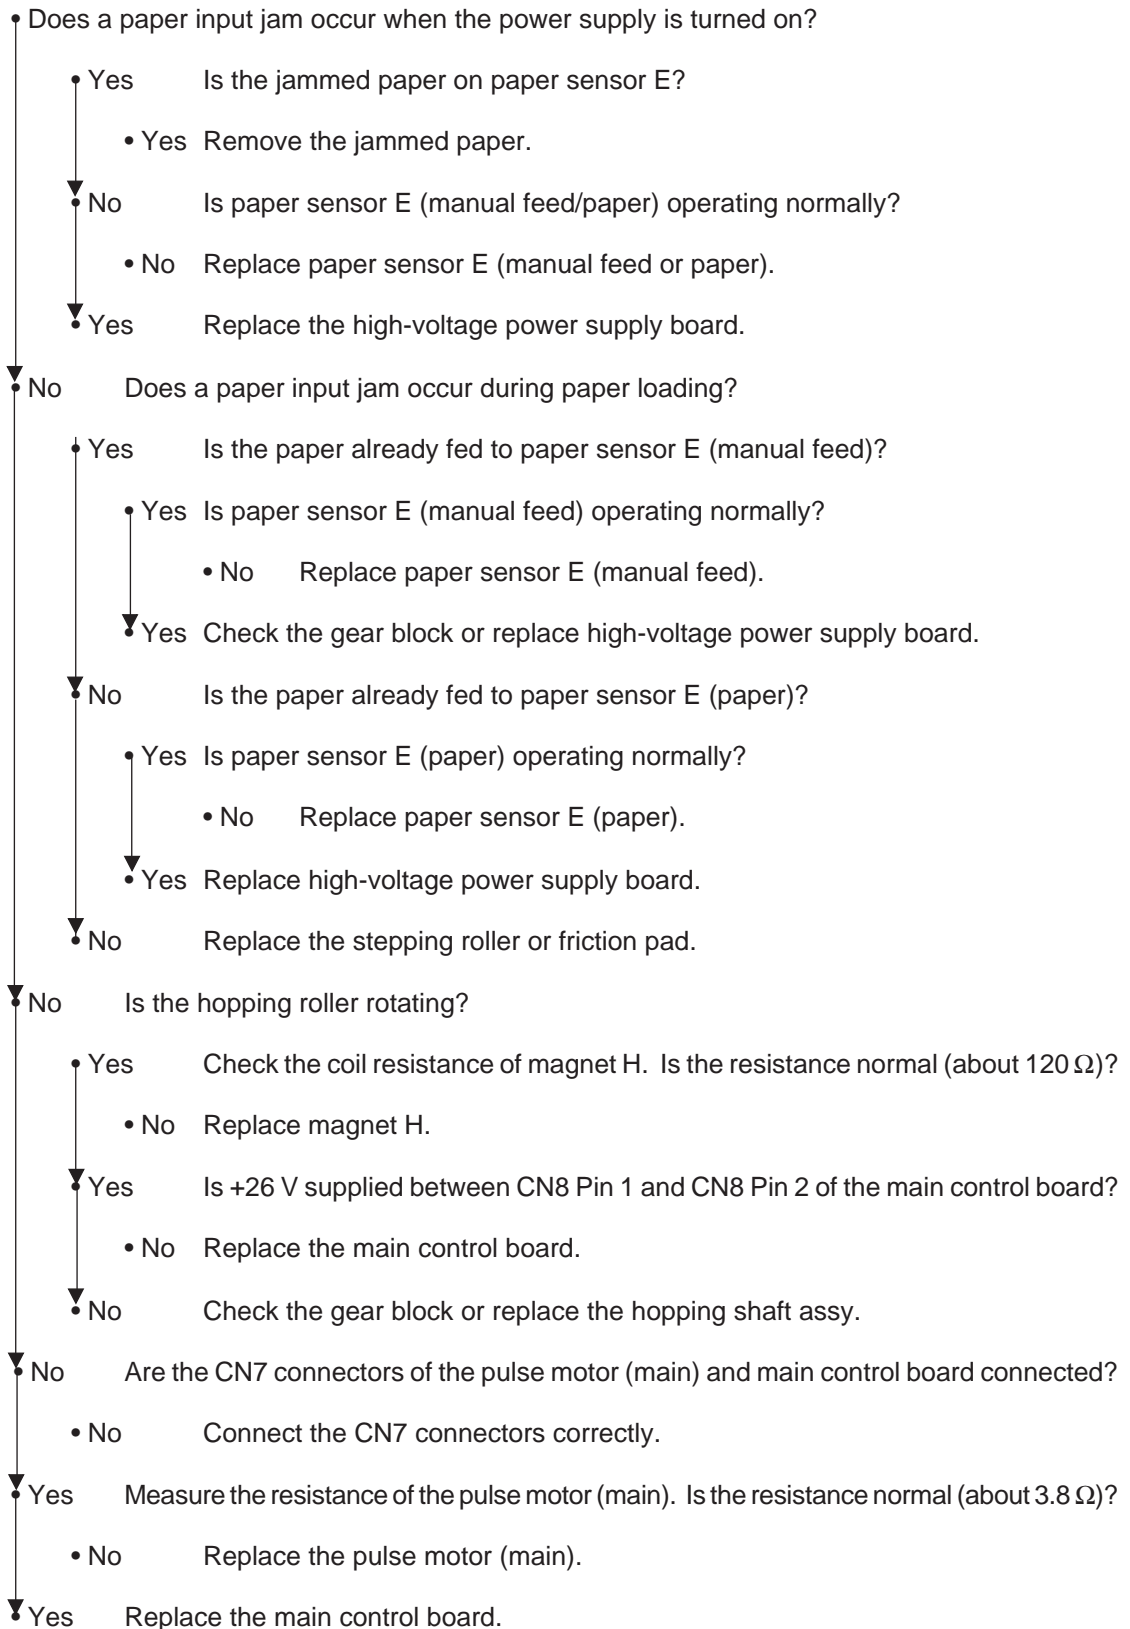 • Does a paper input jam occur when the power supply is turned on?
• Yes Is the jammed paper on paper sensor E?
• Yes Remove the jammed paper.
• No Is paper sensor E (manual feed/paper) operating normally?
• No Replace paper sensor E (manual feed or paper).
• Yes Replace the high-voltage power supply board.
• No Does a paper input jam occur during paper loading?
• Yes Is the paper already fed to paper sensor E (manual feed)?
• Yes Is paper sensor E (manual feed) operating normally?
• No Replace paper sensor E (manual feed).
• Yes Check the gear block or replace high-voltage power supply board.
• No Is the paper already fed to paper sensor E (paper)?
• Yes Is paper sensor E (paper) operating normally?
• No Replace paper sensor E (paper).
• Yes Replace high-voltage power supply board.
• No Replace the stepping roller or friction pad.
• No Is the hopping roller rotating?
• Yes Check the coil resistance of magnet H. Is the resistance normal (about 120 Ω)?
• No Replace magnet H.
• Yes Is +26 V supplied between CN8 Pin 1 and CN8 Pin 2 of the main control board?
• No Replace the main control board.
• No Check the gear block or replace the hopping shaft assy.
• No Are the CN7 connectors of the pulse motor (main) and main control board connected?
• No Connect the CN7 connectors correctly.
• Yes Measure the resistance of the pulse motor (main). Is the resistance normal (about 3.8 Ω)?
• No Replace the pulse motor (main).
• Yes Replace the main control board.